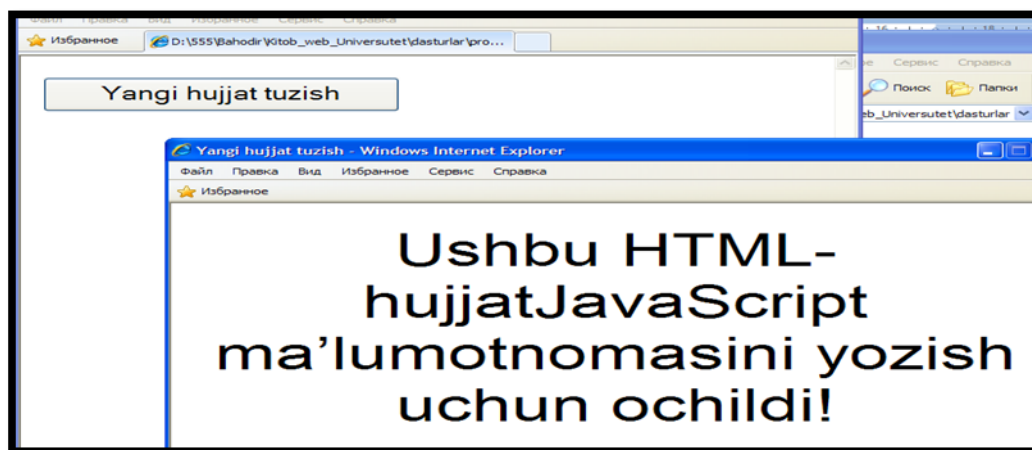 Файл Правка Вид Избранное Сервис Справка
Избранное
D:\555\Bahodir\Kitob_web_Universutet\dasturlar\pro...
16 18
Сервис Справка
Поиск Папки
eb_Universutet\dasturlar
Yangi hujjat tuzish
Yangi hujjat tuzish - Windows Internet Explorer
Файл Правка Вид Избранное Сервис Справка
Избранное
Ushbu HTML-
hujjatJavaScript
ma’lumotnomasini yozish
uchun ochildi!